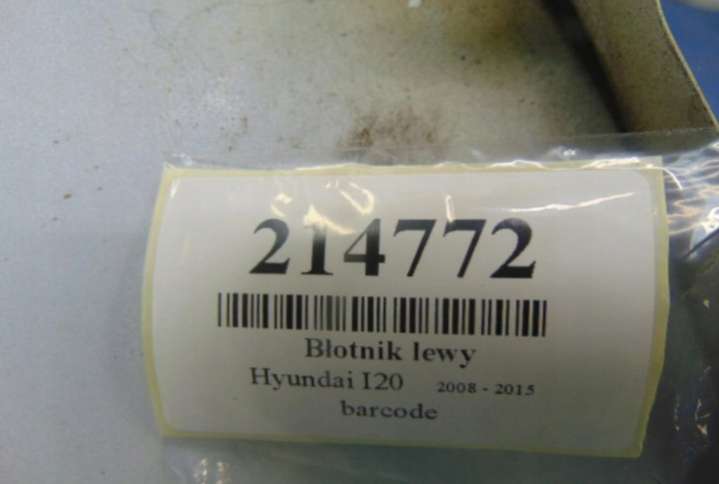 214772
Błotnik lewy
Hyundai I20 2008 - 2015
barcode